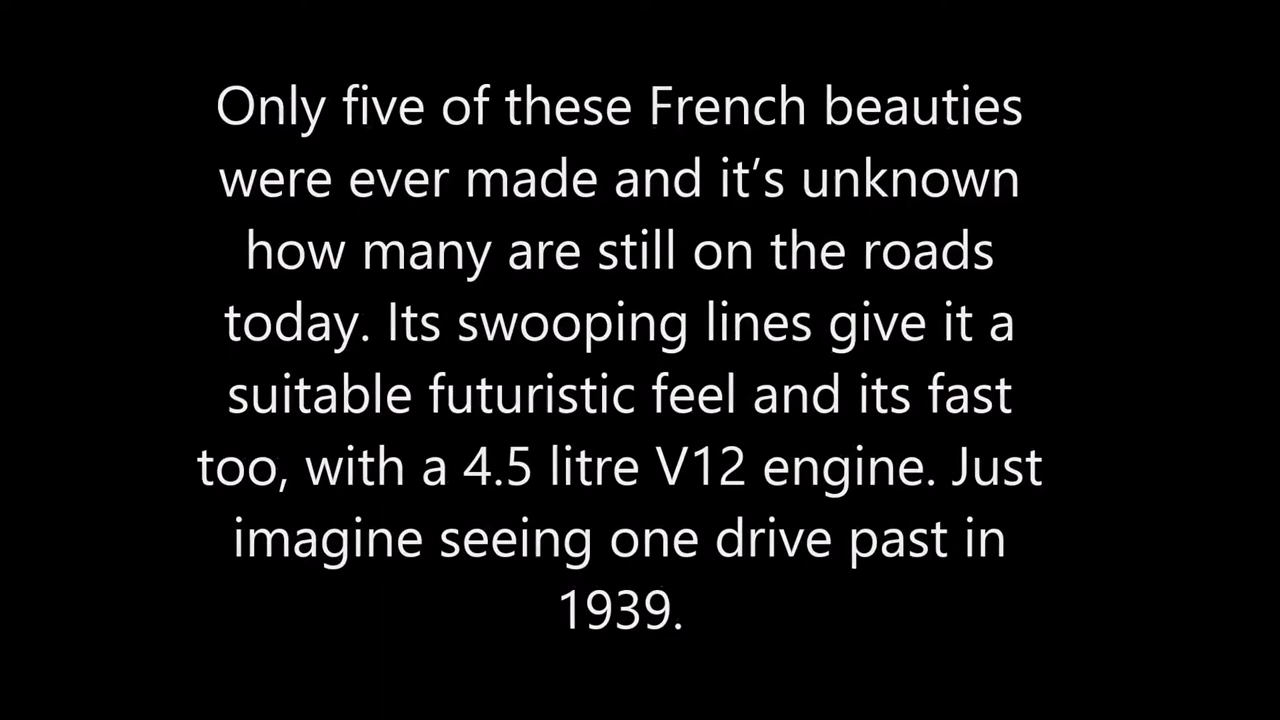 Only five of these French beauties
were ever made and it’s unknown
how many are still on the roads
today. Its swooping lines give it a
suitable futuristic feel and its fast
too, with a 4.5 litre V12 engine. Just
imagine seeing one drive past in
1939.